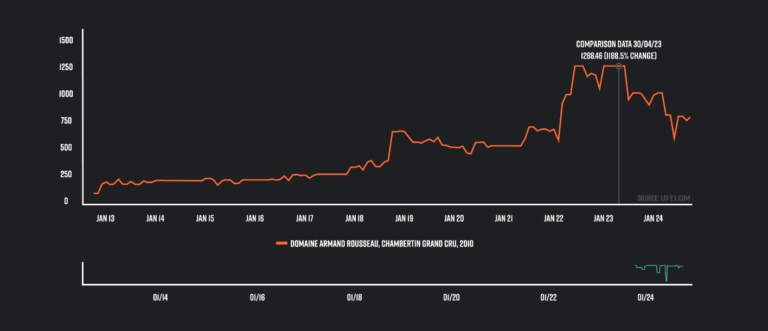 COMPARISON DATA 30/04/23
1288.46 (1188.5% CHANGE)
1500
1250
1000
750
500
250
0
SOURCE: LIV-EX.COM
JAN 13 JAN 14 JAN 15 JAN 16 JAN 17 JAN 18 JAN 19 JAN 20 JAN 21 JAN 22 JAN 23 JAN 24
DOMAINE ARMAND ROUSSEAU, CHAMBERTIN GRAND CRU, 2010
01/14 01/16 01/18 01/20 01/22 01/24